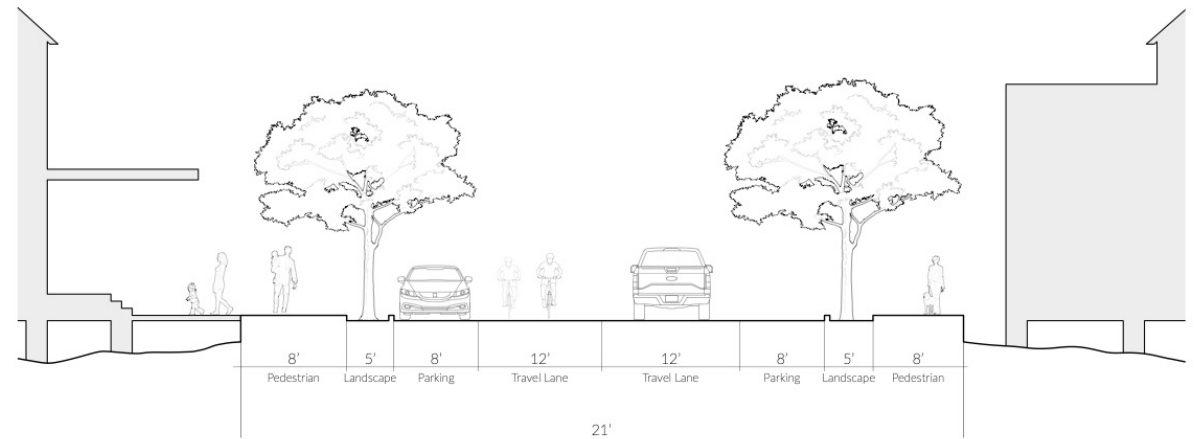 8' 5' 8' 12' 12' 8' 5' 8'
Pedestrian Landscape Parking Travel Lane Travel Lane Parking Landscape Pedestrian
21'